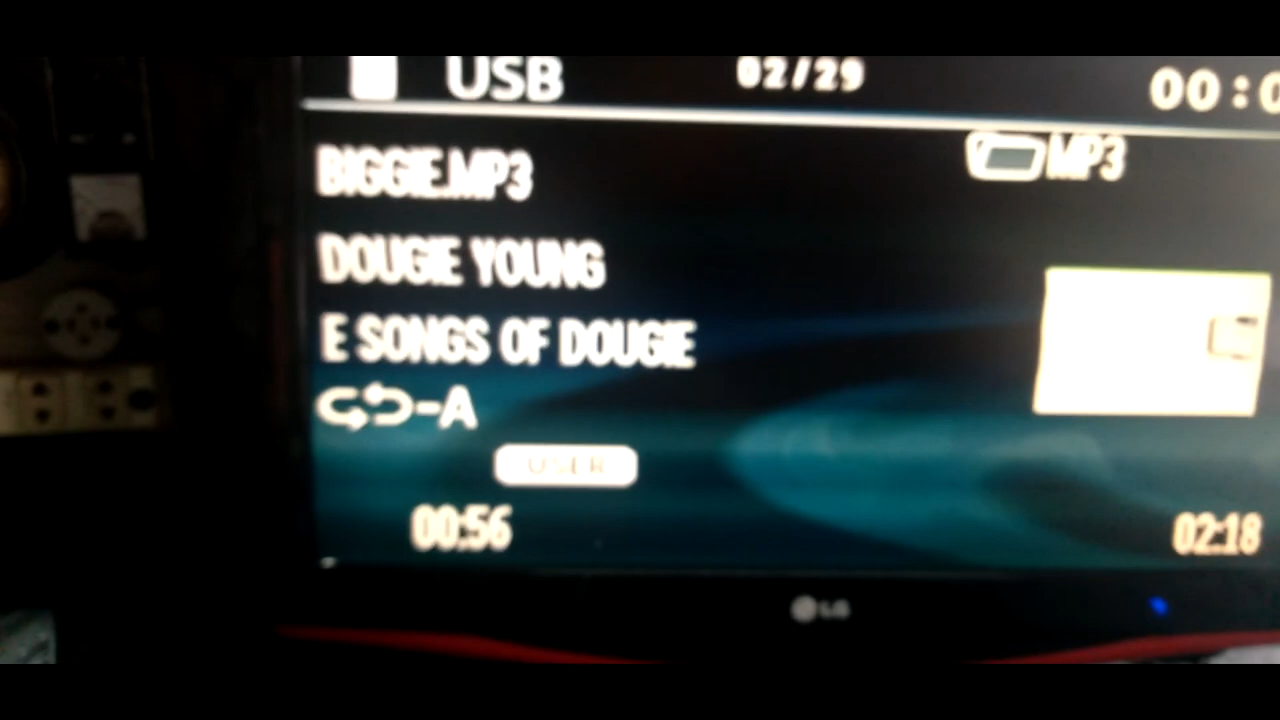 USB 02/29 00:0
MP3
BIGGIE.MP3
DOUGIE YOUNG
E SONGS OF DOUGIE
-A
USER
00:56 02:18
LG